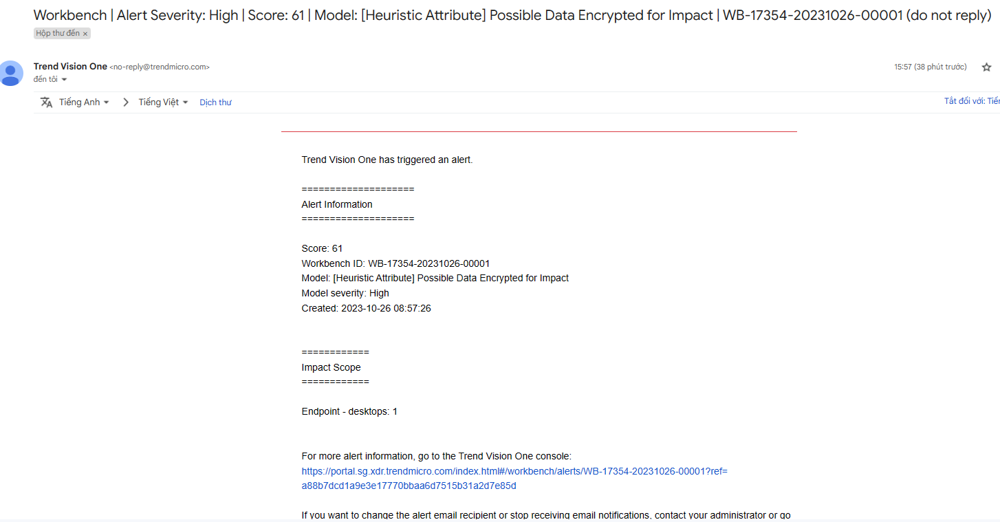 Workbench | Alert Severity: High | Score: 61 | Model: [Heuristic Attribute] Possible Data Encrypted for Impact | WB-17354-20231026-00001 (do not reply)
Hộp thư đến ×
Trend Vision One <no-reply@trendmicro.com>
15:57 (38 phút trước)
đến tôi
Tiếng Anh > Tiếng Việt Dịch thư
Tắt đối với:
Trend Vision One has triggered an alert.
====================
Alert Information
====================
Score: 61
Workbench ID: WB-17354-20231026-00001
Model: [Heuristic Attribute] Possible Data Encrypted for Impact
Model severity: High
Created: 2023-10-26 08:57:26
============
Impact Scope
============
Endpoint - desktops: 1
For more alert information, go to the Trend Vision One console:
https://portal.sg.xdr.trendmicro.com/index.html#/workbench/alerts/WB-17354-20231026-00001?ref=
a88b7dcd1a9e3e17770bbaa6d7515b31a2d7e85d
If you want to change the alert email recipient or stop receiving email notifications, contact your administrator or go